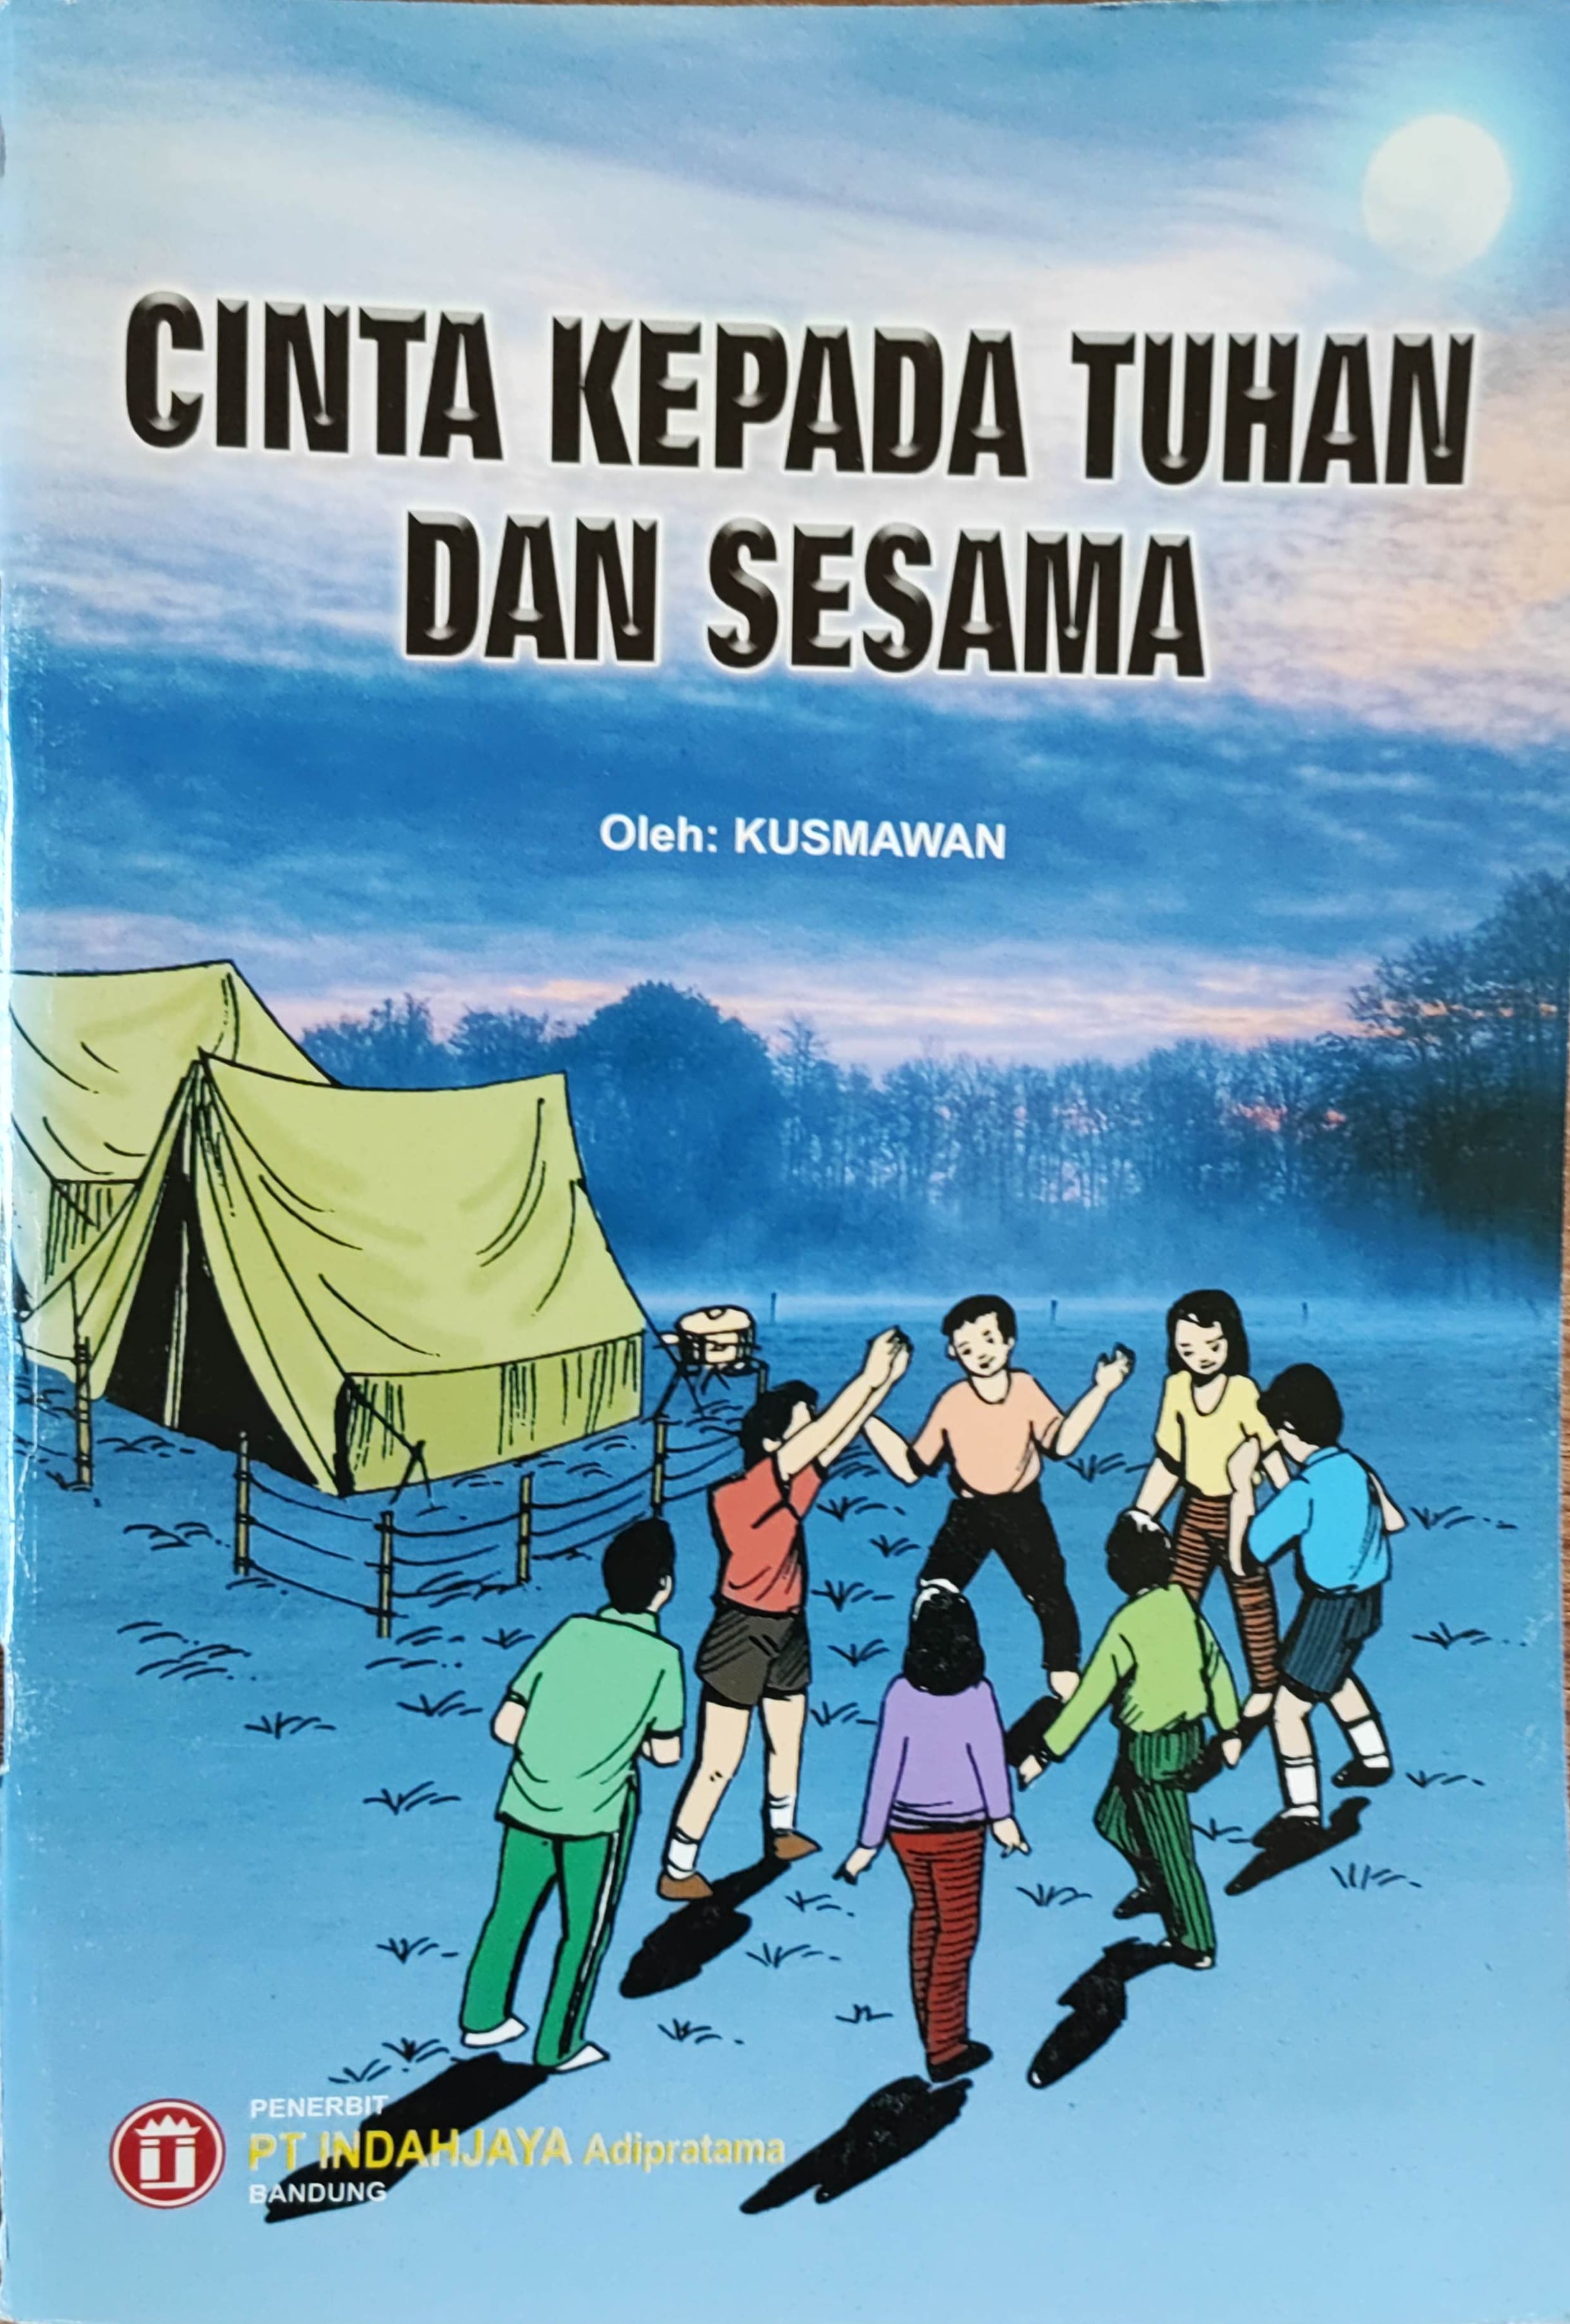 CINTA KEPADA TUHAN
DAN SESAMA
Oleh: KUSMAWAN
PENERBIT
PT INDAHJAYA Adipratama
BANDUNG